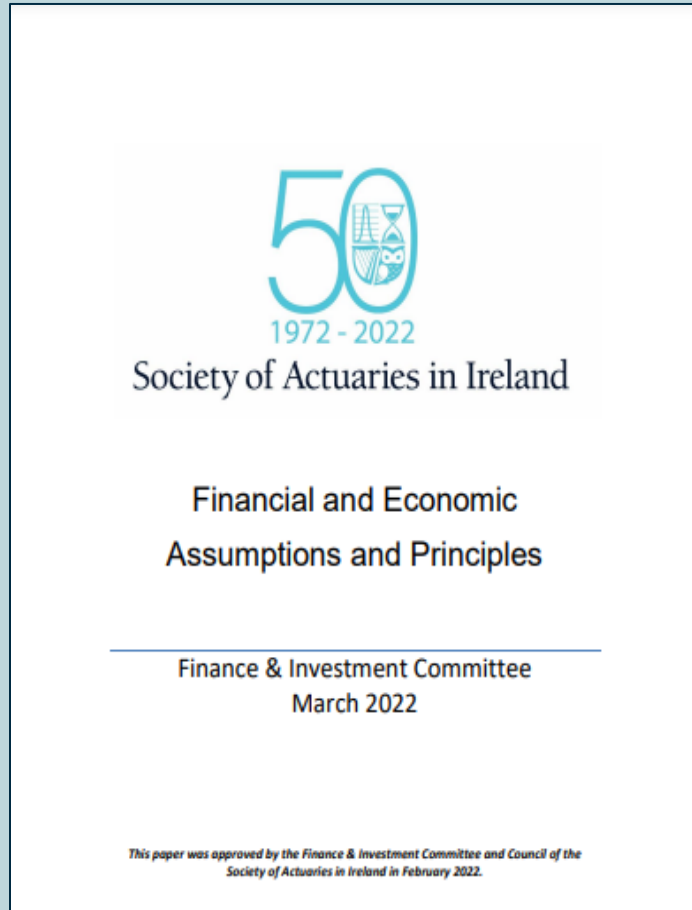 50
1972 - 2022
Society of Actuaries in Ireland
Financial and Economic
Assumptions and Principles
Finance & Investment Committee
March 2022
This paper was approved by the Finance & Investment Committee and Council of the
Society of Actuaries in Ireland in February 2022.